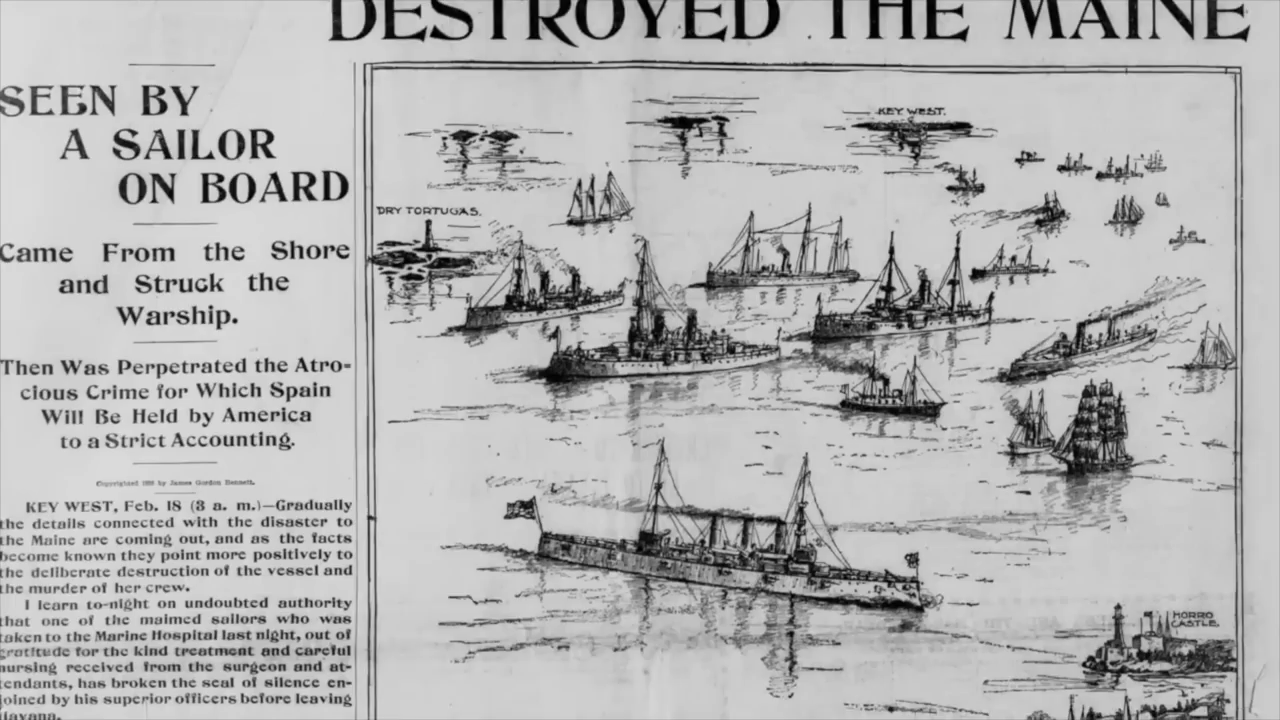 DESTROYED THE MAINE
SEEN BY
A SAILOR
ON BOARD
Came From the Shore
and Struck the
Warship.
Then Was Perpetrated the Atro-
cious Crime for Which Spain
Will Be Held by America
to a Strict Accounting.
Copyrighted 1898 by James Gordon Bennett.
KEY WEST, Feb. 18 (3 a. m.)—Gradually
the details connected with the disaster to
the Maine are coming out, and as the facts
become known they point more positively to
the deliberate destruction of the vessel and
the murder of her crew.
I learn to-night on undoubted authority
that one of the maimed sailors who was
taken to the Marine Hospital last night, out of
gratitude for the kind treatment and careful
nursing received from the surgeon and at-
tendants, has broken the seal of silence en-
joined by his superior officers before leaving
Havana.
KEY WEST.
DRY TORTUGAS.
MORRO
CASTLE.